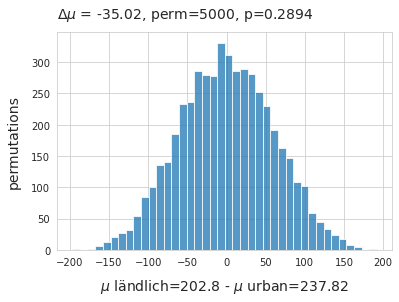 Δμ = -35.02, perm=5000, p=0.2894
permutations
300
250
200
150
100
50
0
−200 −150 −100 −50 0 50 100 150 200
μ ländlich=202.8 - μ urban=237.82